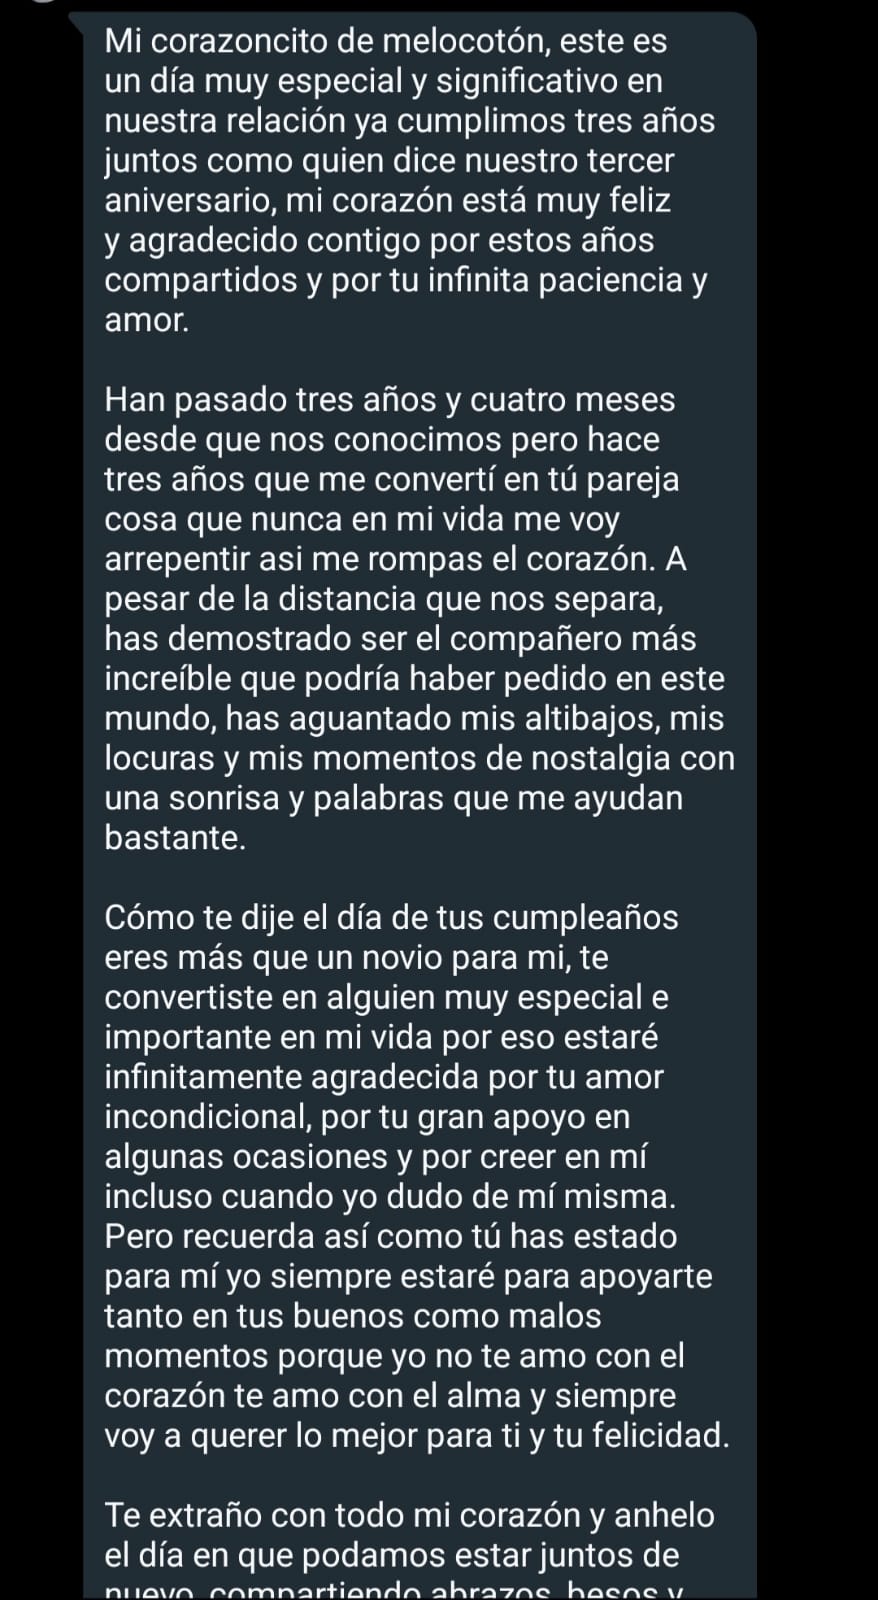 Mi corazoncito de melocotón, este es
un día muy especial y significativo en
nuestra relación ya cumplimos tres años
juntos como quien dice nuestro tercer
aniversario, mi corazón está muy feliz
y agradecido contigo por estos años
compartidos y por tu infinita paciencia y
amor.
Han pasado tres años y cuatro meses
desde que nos conocimos pero hace
tres años que me convertí en tú pareja
cosa que nunca en mi vida me voy
arrepentir asi me rompas el corazón. A
pesar de la distancia que nos separa,
has demostrado ser el compañero más
increíble que podría haber pedido en este
mundo, has aguantado mis altibajos, mis
locuras y mis momentos de nostalgia con
una sonrisa y palabras que me ayudan
bastante.
Cómo te dije el día de tus cumpleaños
eres más que un novio para mi, te
convertiste en alguien muy especial e
importante en mi vida por eso estaré
infinitamente agradecida por tu amor
incondicional, por tu gran apoyo en
algunas ocasiones y por creer en mí
incluso cuando yo dudo de mí misma.
Pero recuerda así como tú has estado
para mí yo siempre estaré para apoyarte
tanto en tus buenos como malos
momentos porque yo no te amo con el
corazón te amo con el alma y siempre
voy a querer lo mejor para ti y tu felicidad.
Te extraño con todo mi corazón y anhelo
el día en que podamos estar juntos de
nuevo, compartiendo abrazos, besos y